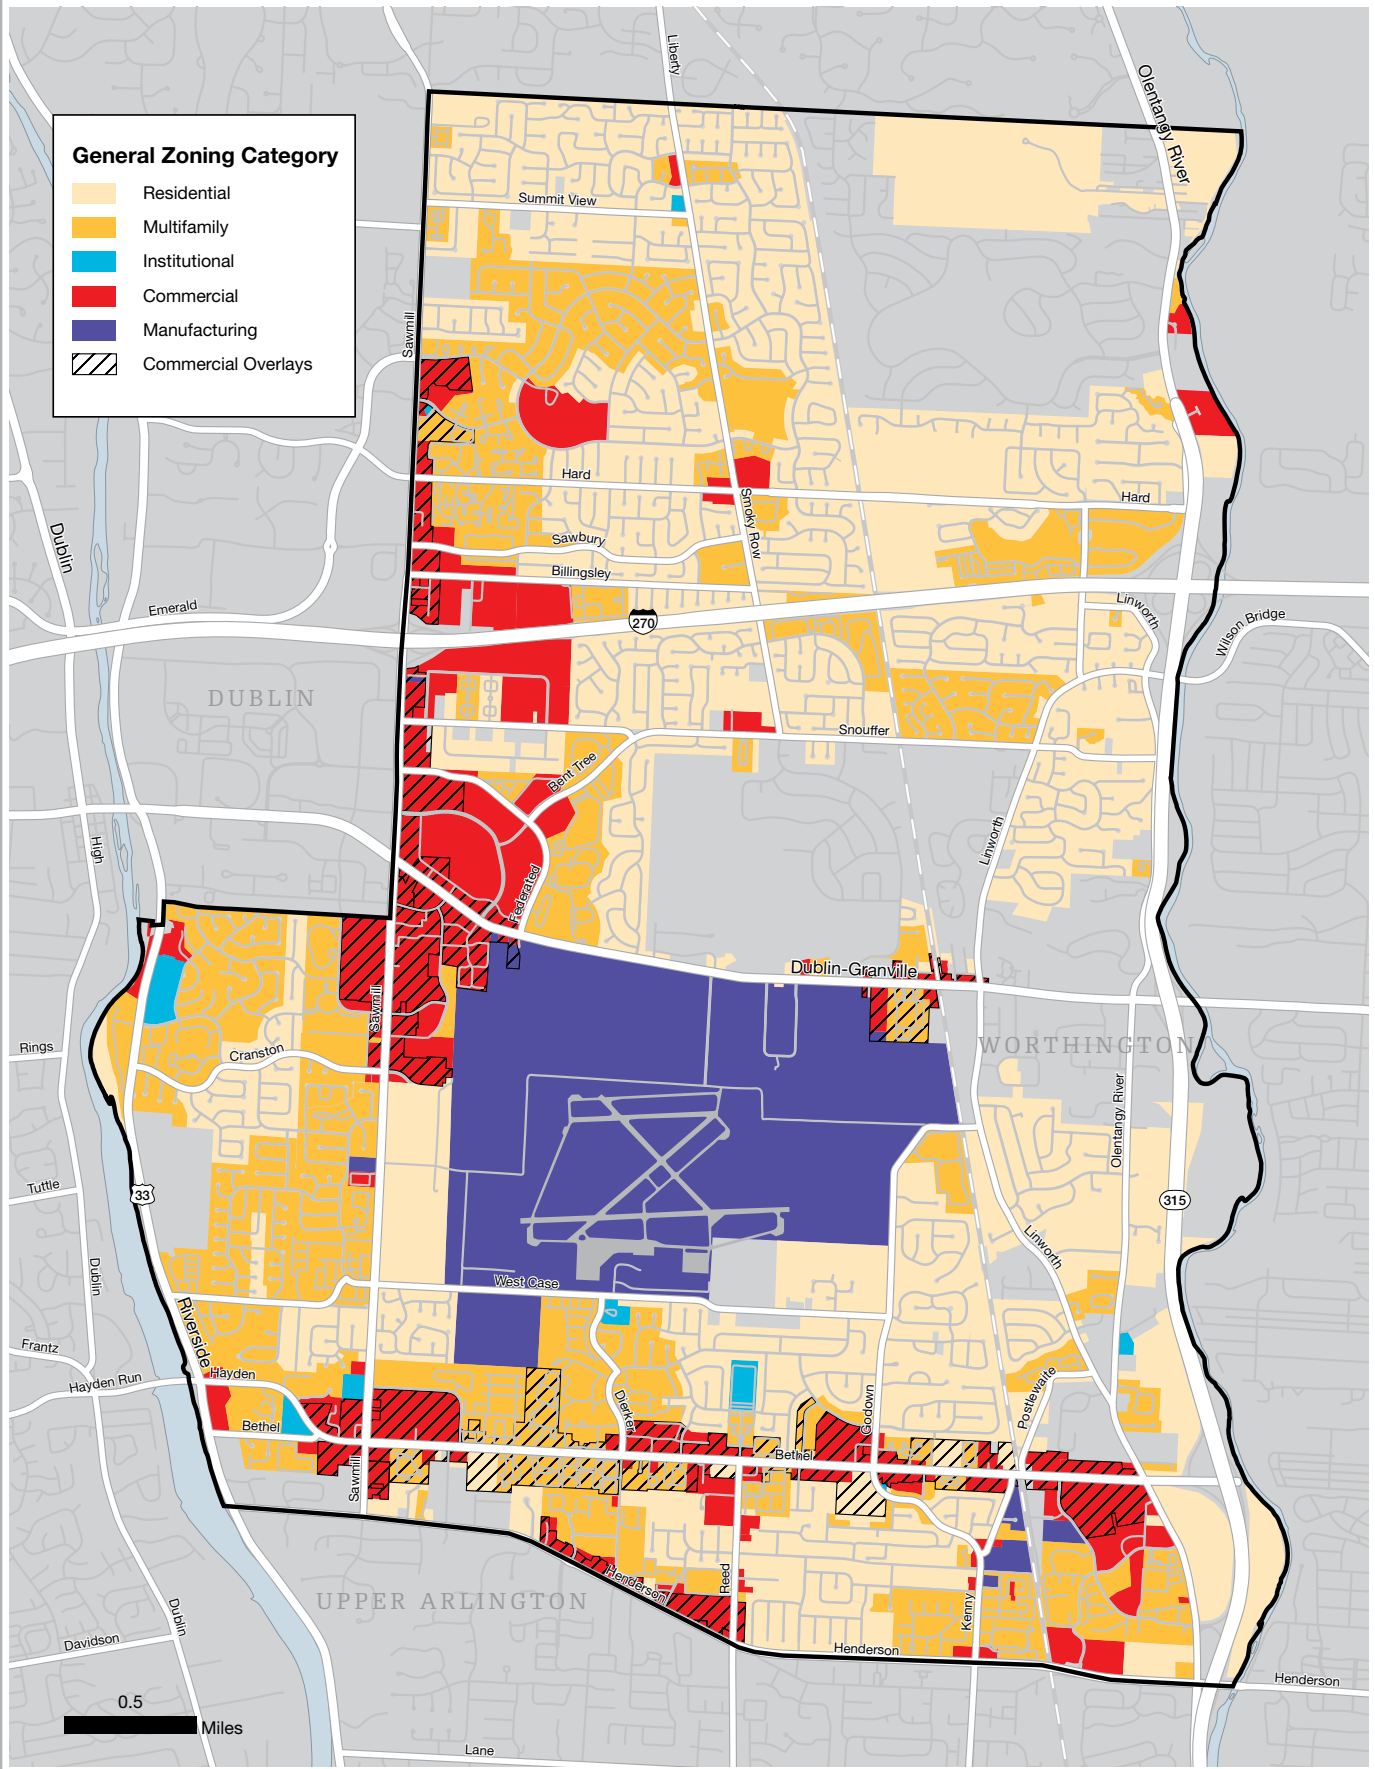 Liberty
Olentangy River
General Zoning Category
Residential
Multifamily
Institutional
Commercial
Manufacturing
Commercial Overlays
Summit View
Sawmill
Hard
Hard
Smoky Row
Dublin
Sawbury
Billingsley
Emerald
270
Linworth
Wilson Bridge
DUBLIN
Snouffer
Bent Tree
High
Linworth
Federated
Dublin-Granville
Sawmill
Rings
Cranston
WORTHINGTON
Olentangy River
Tuttle
33
315
Linworth
Dublin
West Case
Riverside
Frantz
Hayden
Hayden Run
Postlewaite
Dierker
Godown
Bethel
Bethel
Sawmill
Reed
Henderson
UPPER ARLINGTON
Kenny
Dublin
Davidson
Henderson
Henderson
0.5
Miles
Lane